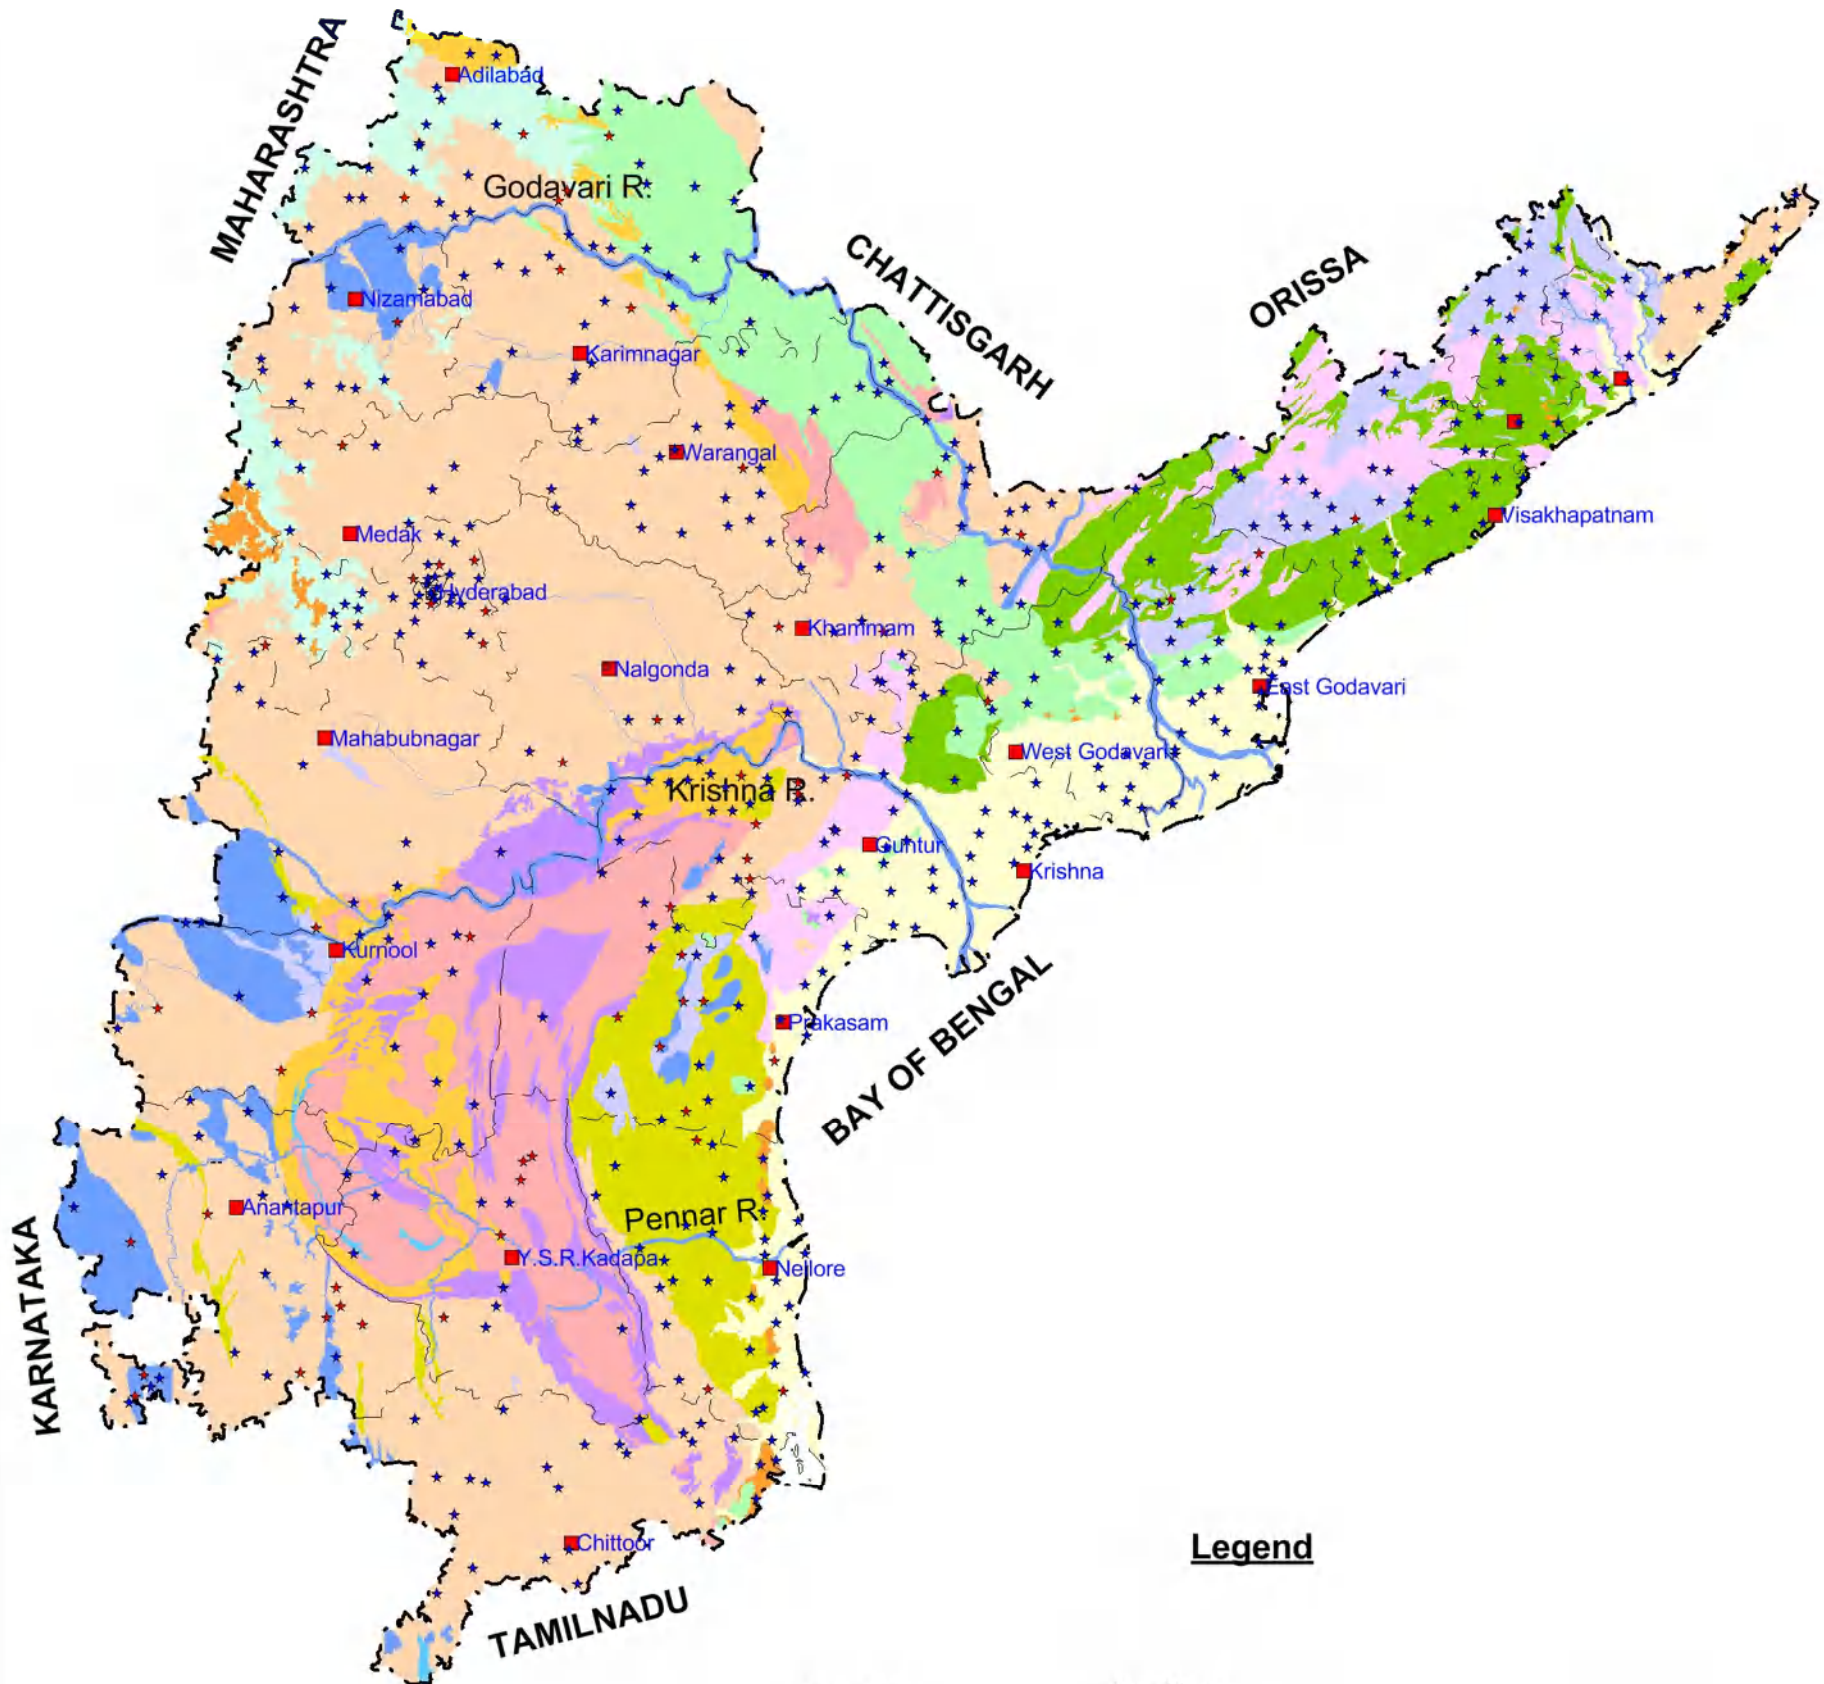 MAHARASHTRA
Adilabad
Godavari R.
CHATTISGARH
ORISSA
Nizamabad
Karimnagar
Warangal
Medak
Visakhapatnam
Hyderabad
Khammam
Nalgonda
East Godavari
Mahabubnagar
West Godavari
Krishna R.
Guntur
Krishna
Kurnool
Prakasam
BAY OF BENGAL
Anantapur
Pennar R.
KARNATAKA
Y.S.R.Kadapa
Nellore
Chittoor
Legend
TAMILNADU